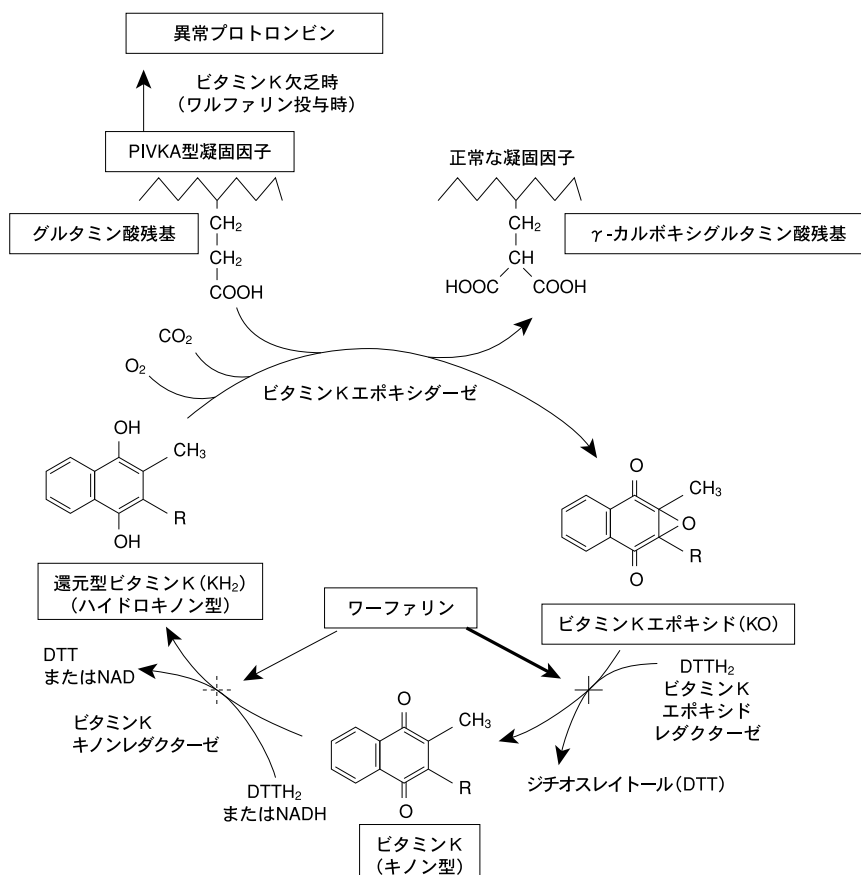 異常プロトロンビン
ビタミンK欠乏時
(ワルファリン投与時)
PIVKA型凝固因子
正常な凝固因子
グルタミン酸残基
CH2
CH2
COOH
CH2
CH
HOOC
COOH
γ-カルボキシグルタミン酸残基
CO2
O2
ビタミンKエポキシダーゼ
OH
CH3
R
OH
O
CH3
O
R
O
還元型ビタミンK(KH2)
(ハイドロキノン型)
ワーファリン
ビタミンKエポキシド(KO)
DTT
またはNAD
DTTH2
ビタミンK
エポキシド
レダクターゼ
ビタミンK
キノンレダクターゼ
O
CH3
R
O
DTTH2
またはNADH
ジチオスレイトール(DTT)
ビタミンK
(キノン型)